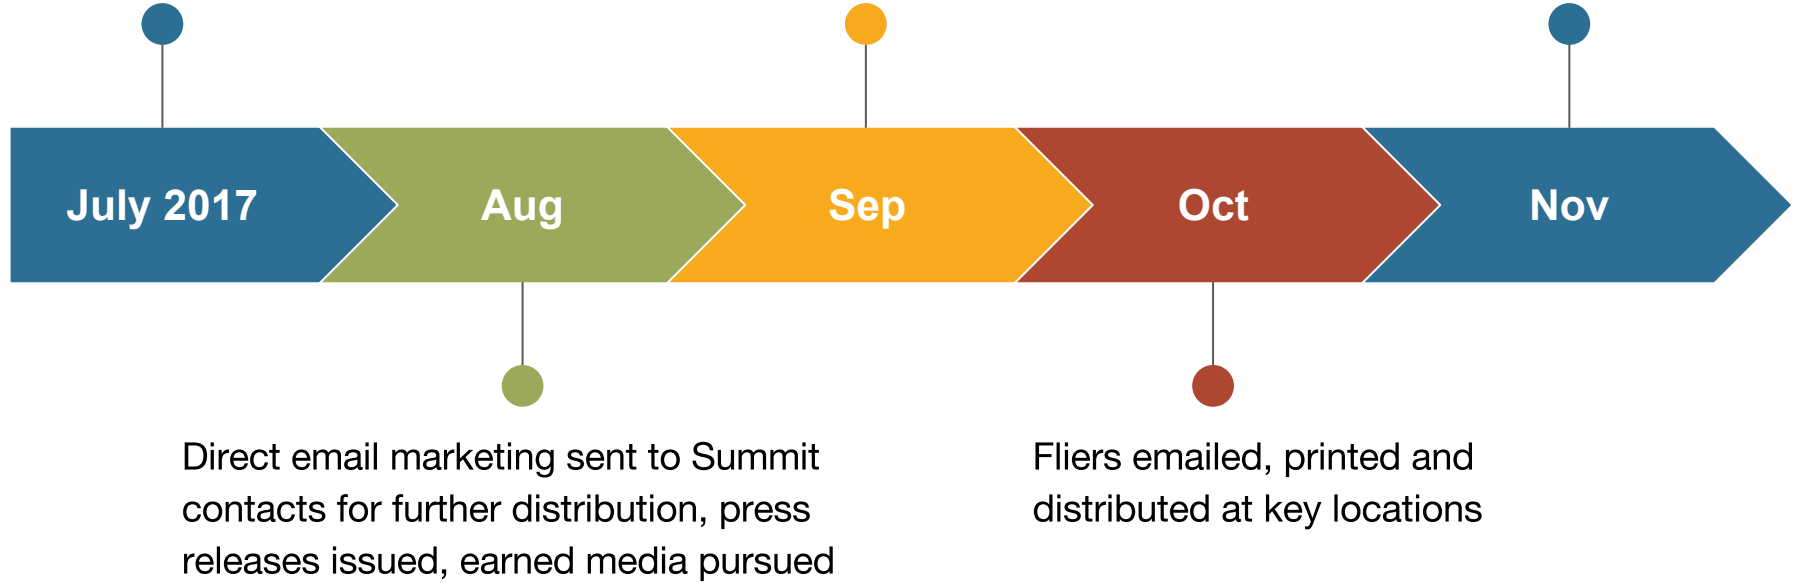 July 2017
Aug
Sep
Oct
Nov
Direct email marketing sent to Summit
contacts for further distribution, press
releases issued, earned media pursued
Fliers emailed, printed and
distributed at key locations